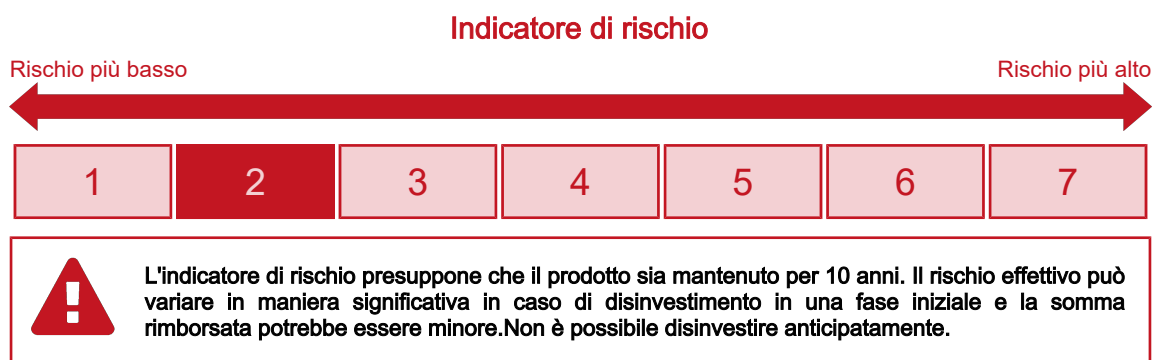 Indicatore di rischio
Rischio più basso
Rischio più alto
1 2 3 4 5 6 7
L'indicatore di rischio presuppone che il prodotto sia mantenuto per 10 anni. Il rischio effettivo può
variare in maniera significativa in caso di disinvestimento in una fase iniziale e la somma
rimborsata potrebbe essere minore.Non è possibile disinvestire anticipatamente.